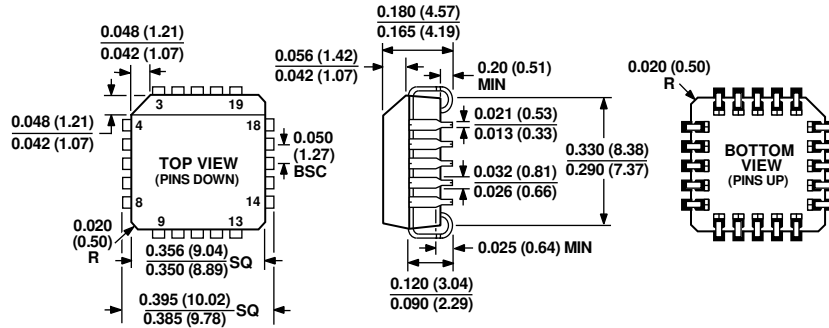 0.048 (1.21)
0.042 (1.07)
0.048 (1.21)
0.042 (1.07)
3
19
4
18
TOP VIEW
(PINS DOWN)
8
14
9
13
0.050
(1.27)
BSC
0.020
(0.50)
R
0.356 (9.04)
0.350 (8.89)
SQ
0.395 (10.02)
0.385 (9.78)
SQ
0.180 (4.57)
0.165 (4.19)
0.056 (1.42)
0.042 (1.07)
0.20 (0.51)
MIN
0.021 (0.53)
0.013 (0.33)
0.032 (0.81)
0.026 (0.66)
0.330 (8.38)
0.290 (7.37)
0.025 (0.64) MIN
0.120 (3.04)
0.090 (2.29)
0.020 (0.50)
R
BOTTOM
VIEW
(PINS UP)